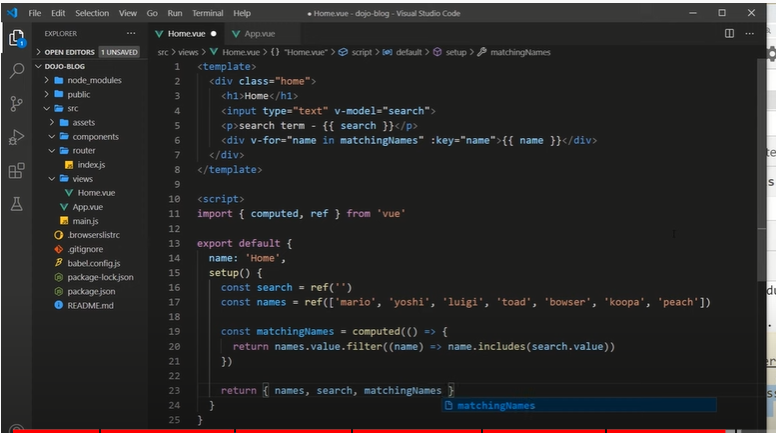 File Edit Selection View Go Run Terminal Help
● Home.vue - dojo-blog - Visual Studio Code
EXPLORER
OPEN EDITORS 1 UNSAVED
DOJO-BLOG
node_modules
public
src
assets
components
router
index.js
views
Home.vue
App.vue
main.js
.browserslistrc
.gitignore
babel.config.js
package-lock.json
package.json
README.md
1
Home.vue ●
App.vue
src > views > Home.vue > {} "Home.vue" > script > default > setup > matchingNames
1 <template>
2 <div class="home">
3 <h1>Home</h1>
4 <input type="text" v-model="search">
5 <p>search term - {{ search }}</p>
6 <div v-for="name in matchingNames" :key="name">{{ name }}</div>
7 </div>
8 </template>
9
10 <script>
11 import { computed, ref } from 'vue'
12
13 export default {
14 name: 'Home',
15 setup() {
16 const search = ref('')
17 const names = ref(['mario', 'yoshi', 'luigi', 'toad', 'bowser', 'koopa', 'peach'])
18
19 const matchingNames = computed(() => {
20 return names.value.filter((name) => name.includes(search.value))
21 })
22
23 return { names, search, matchingNames }
matchingNames
24 }
25 }